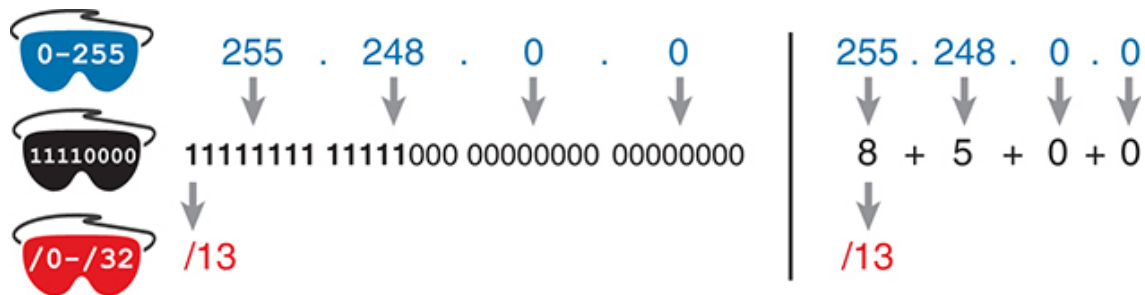 0-255 255 . 248 . 0 . 0 255 . 248 . 0 . 0
11110000 11111111 11111000 00000000 00000000 8 + 5 + 0 + 0
/0-/32 /13 /13